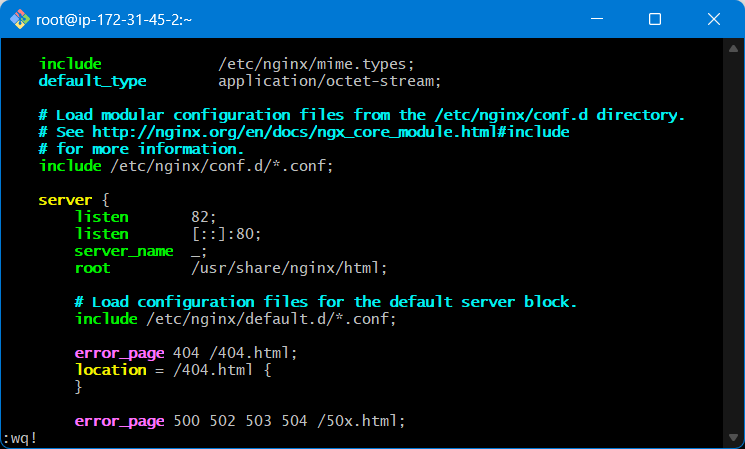 root@ip-172-31-45-2:~
include             /etc/nginx/mime.types;
default_type        application/octet-stream;
# Load modular configuration files from the /etc/nginx/conf.d directory.
# See http://nginx.org/en/docs/ngx_core_module.html#include
# for more information.
include /etc/nginx/conf.d/*.conf;
server {
listen       82;
listen       [::]:80;
server_name  _;
root         /usr/share/nginx/html;
# Load configuration files for the default server block.
include /etc/nginx/default.d/*.conf;
error_page 404 /404.html;
location = /404.html {
}
error_page 500 502 503 504 /50x.html;
:wq!